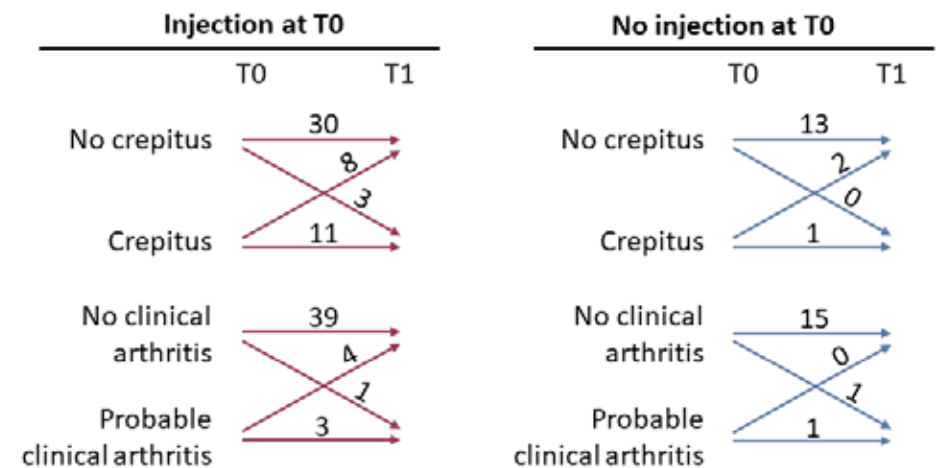 Injection at T0
T0 T1
No crepitus
30
8
3
Crepitus
11
No clinical
arthritis
39
4
1
Probable
clinical arthritis
3
No injection at T0
T0 T1
No crepitus
13
2
0
Crepitus
1
No clinical
arthritis
15
0
1
Probable
clinical arthritis
1